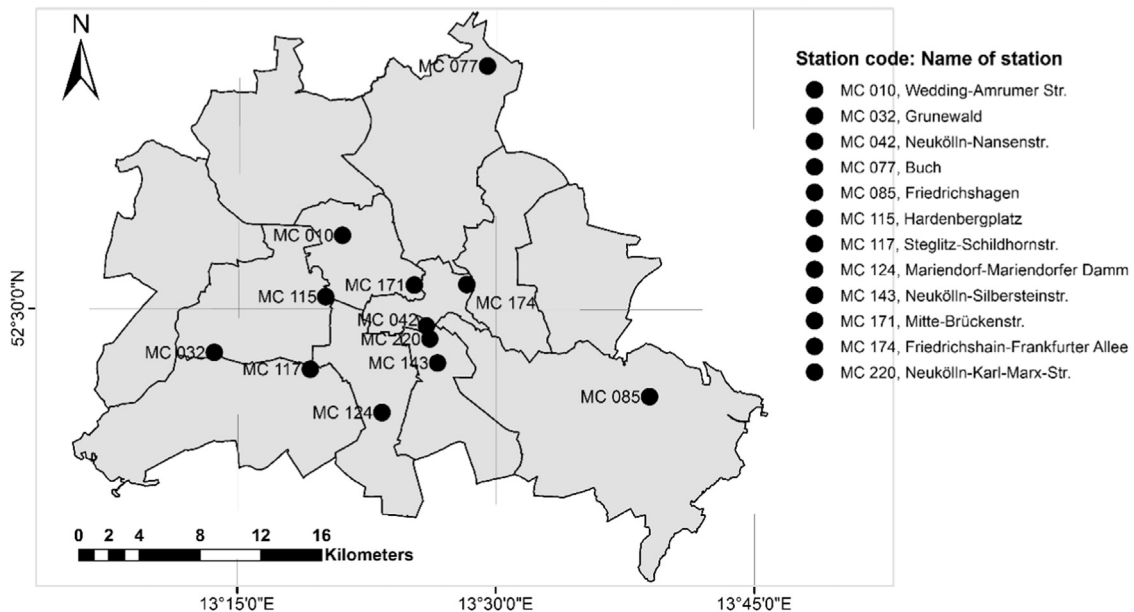 N
MC 077
MC 010
MC 171
MC 174
MC 115
MC 042
MC 220
MC 032
MC 143
MC 117
MC 085
MC 124
Station code: Name of station
MC 010, Wedding-Amrumer Str.
MC 032, Grunewald
MC 042, Neukölln-Nansenstr.
MC 077, Buch
MC 085, Friedrichshagen
MC 115, Hardenbergplatz
MC 117, Steglitz-Schildhornstr.
MC 124, Mariendorf-Mariendorfer Damm
MC 143, Neukölln-Silbersteinstr.
MC 171, Mitte-Brückenstr.
MC 174, Friedrichshain-Frankfurter Allee
MC 220, Neukölln-Karl-Marx-Str.
52°30'0"N
0 2 4 8 12 16
Kilometers
13°15'0"E 13°30'0"E 13°45'0"E